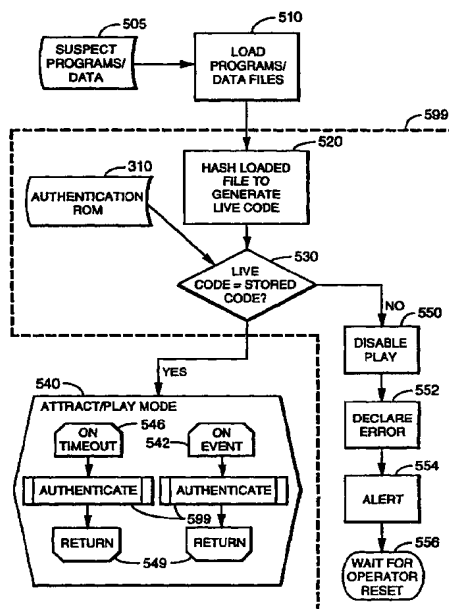 505
SUSPECT
PROGRAMS/
DATA
510
LOAD
PROGRAMS/
DATA FILES
599
520
HASH LOADED
FILE TO
GENERATE
LIVE CODE
310
AUTHENTICATION
ROM
530
LIVE
CODE = STORED
CODE?
NO
YES
550
DISABLE
PLAY
552
DECLARE
ERROR
554
ALERT
556
WAIT FOR
OPERATOR
RESET
540
ATTRACT/PLAY MODE
546
ON
TIMEOUT
542
ON
EVENT
AUTHENTICATE
AUTHENTICATE
599
RETURN
549
RETURN